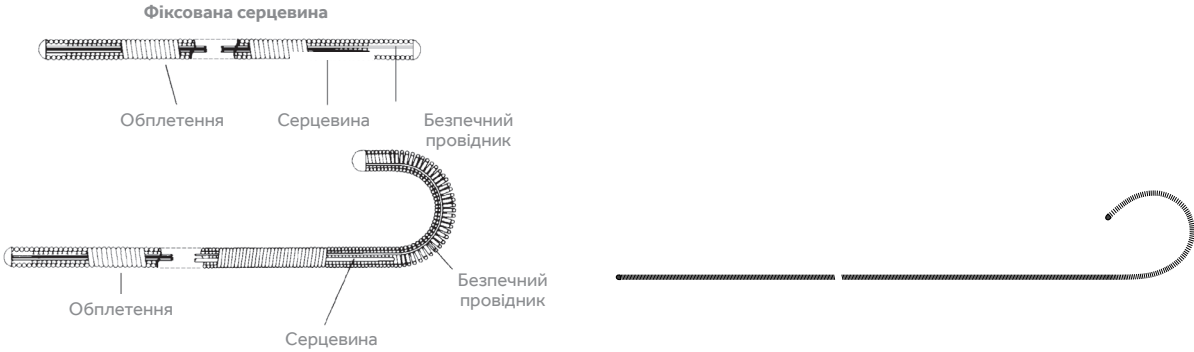 Фіксована серцевина
Обплетення
Серцевина
Безпечний
провідник
Безпечний
провідник
Обплетення
Серцевина